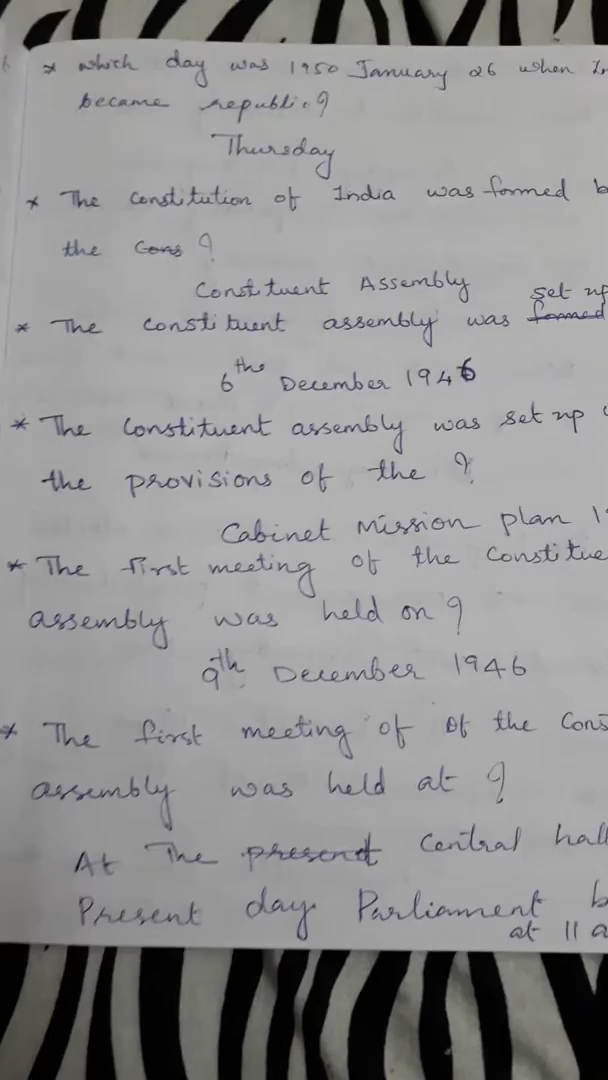 * which day was 1950 January 26 when
became republic?
Thursday
* The constitution of India was formed
the Cons ?
Constituent Assembly
* The constituent assembly was formed set up
6the December 1946
* The Constituent assembly was set up
the provisions of the ?
Cabinet Mission plan
* The first meeting of the Constitue
assembly was held on ?
9th December 1946
* The first meeting of of the Cons
assembly was held at ?
At The present Central hall
Present day Parliament
at 11 a